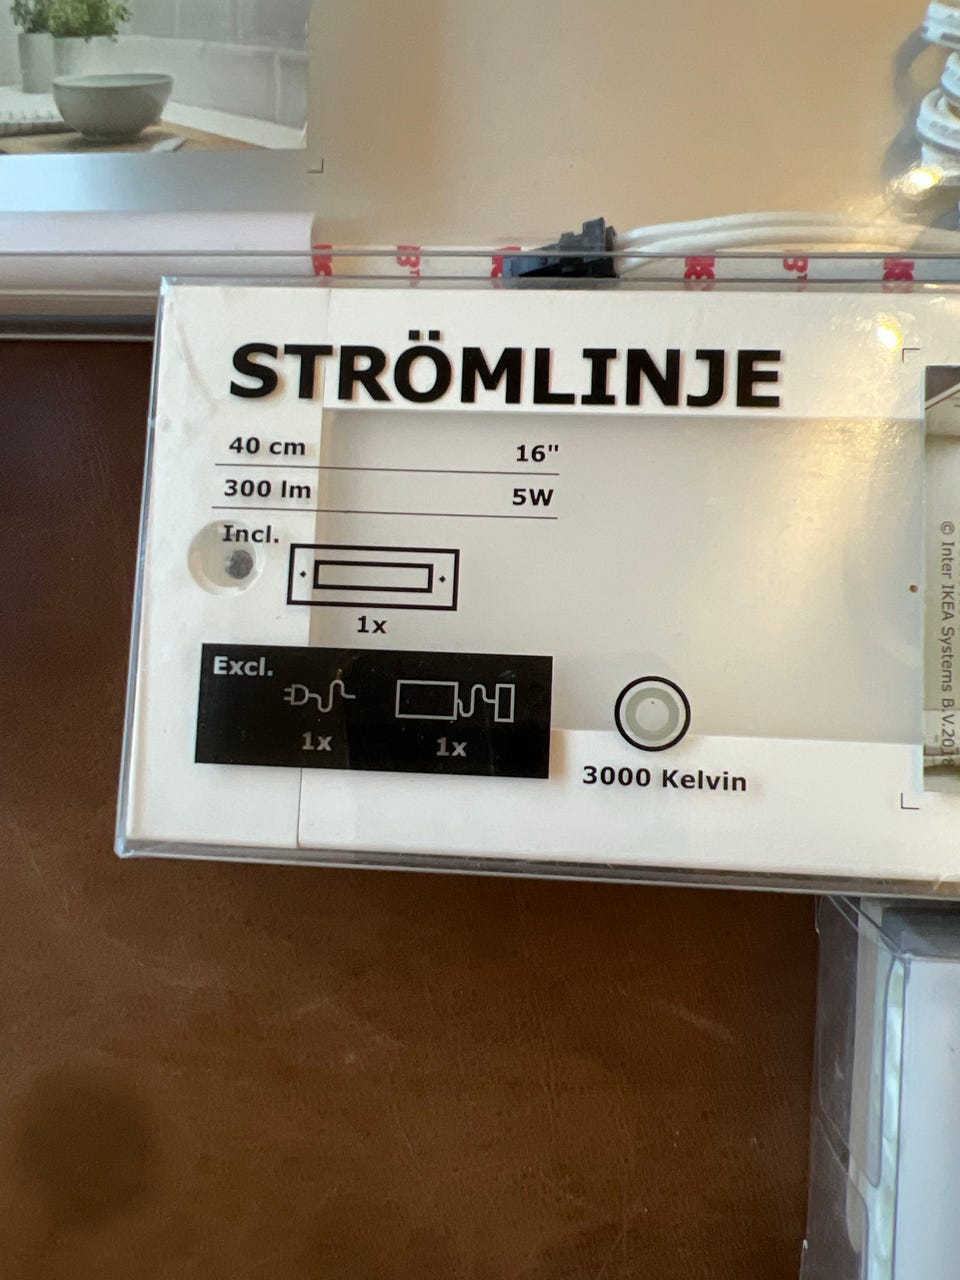 STRÖMLINJE
40 cm 16"
300 lm 5W
Incl.
1x
Excl.
1x 1x
3000 Kelvin
© Inter IKEA Systems B.V.